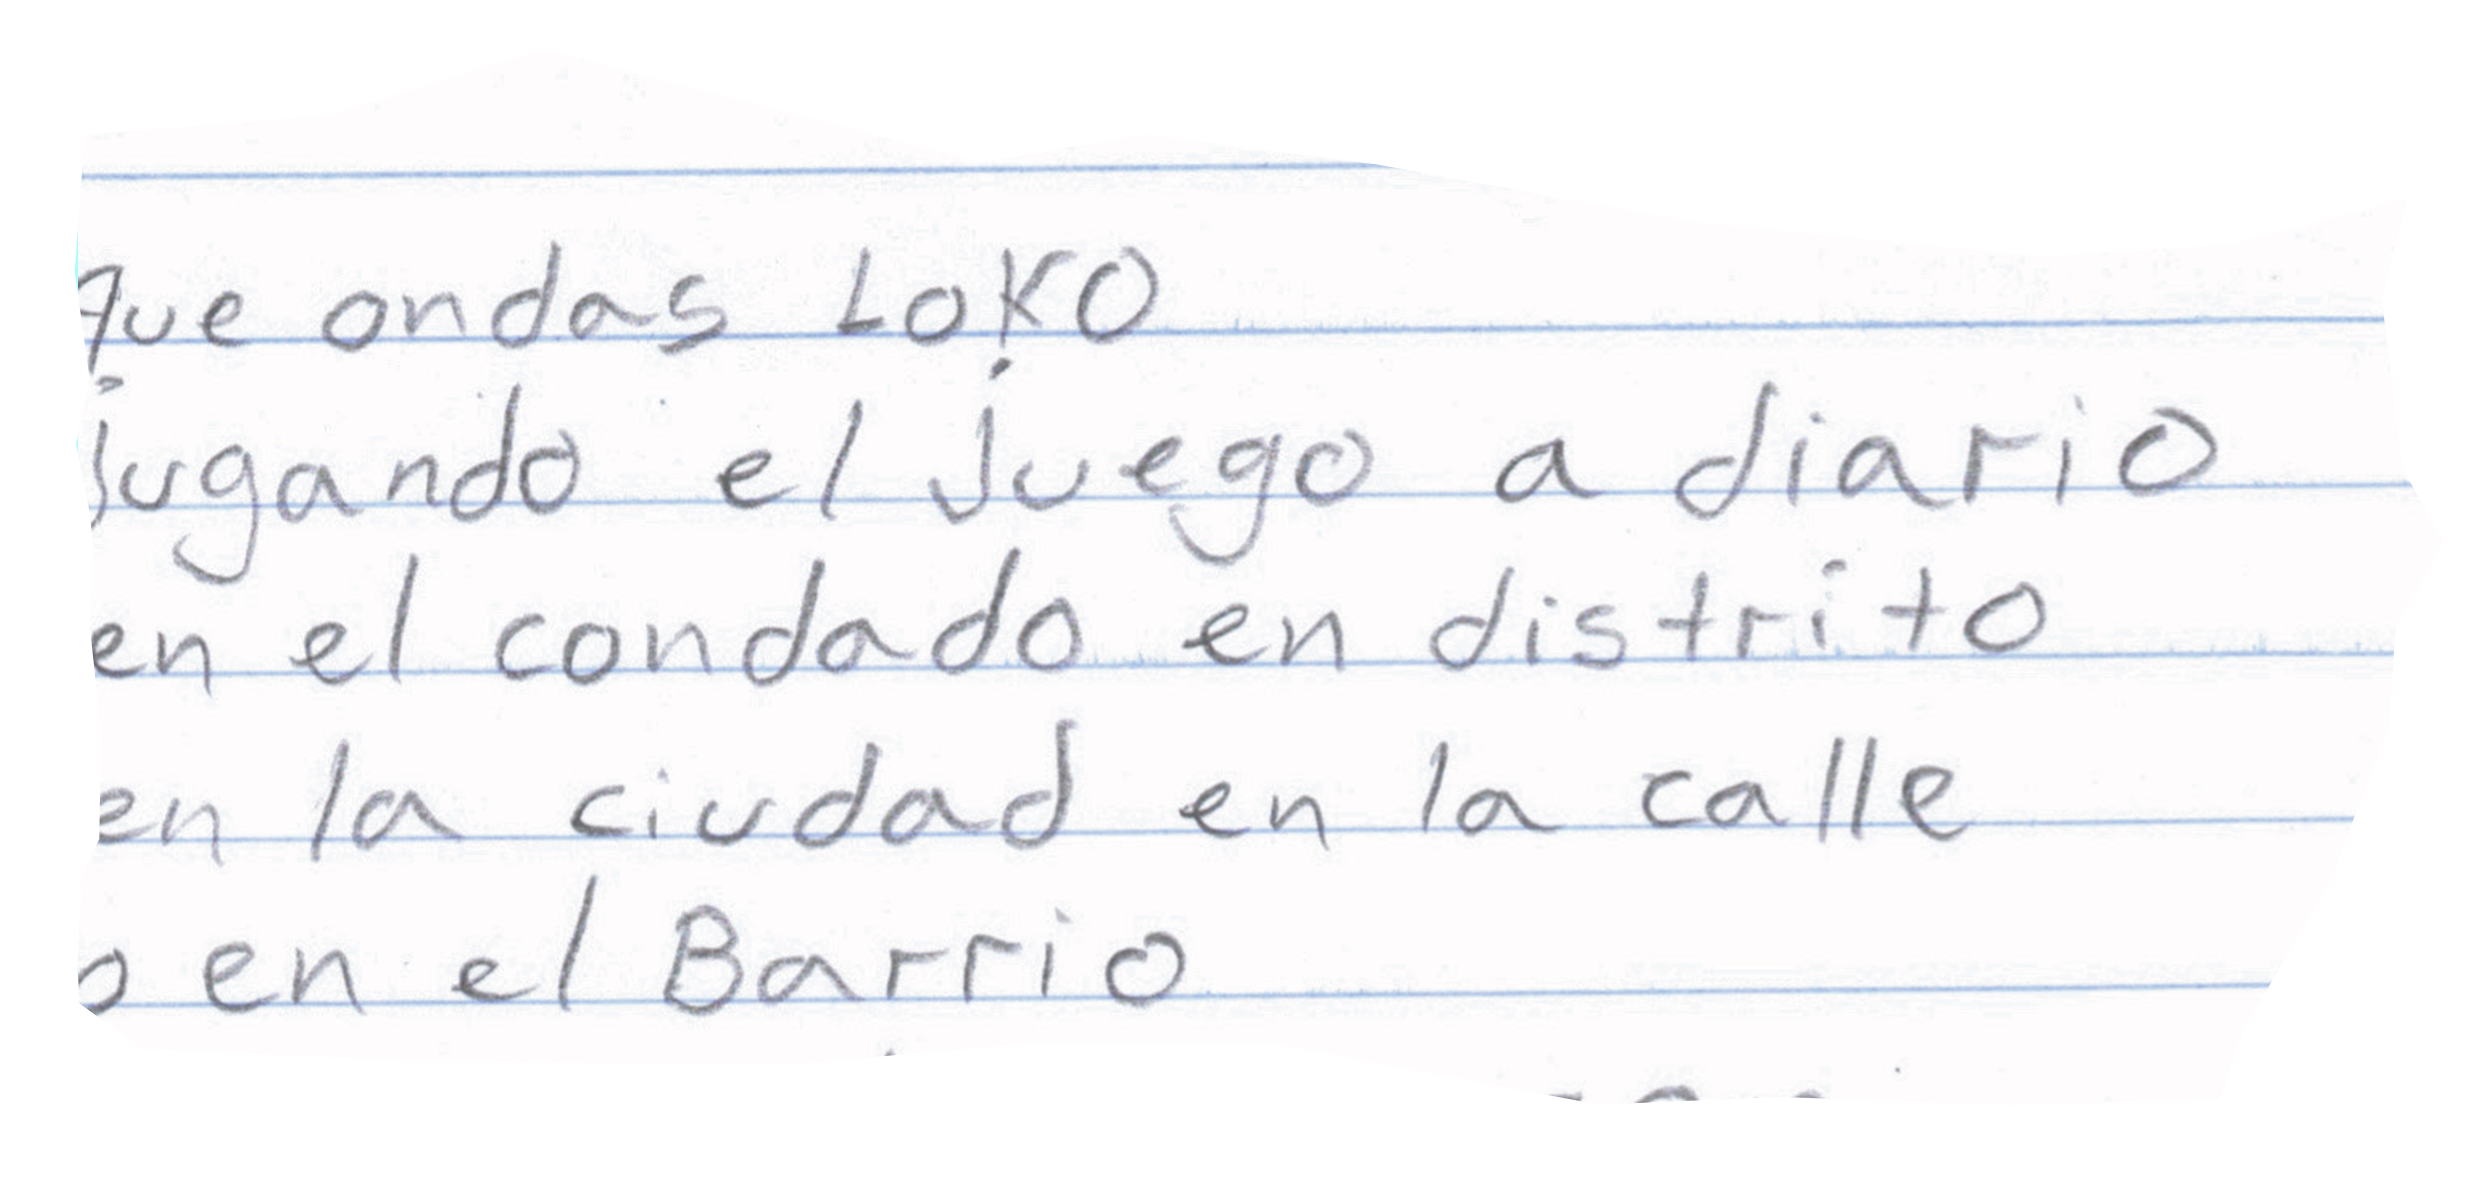 que ondas LOKO
jugando el juego a diario
en el condado en distrito
en la ciudad en la calle
o en el Barrio